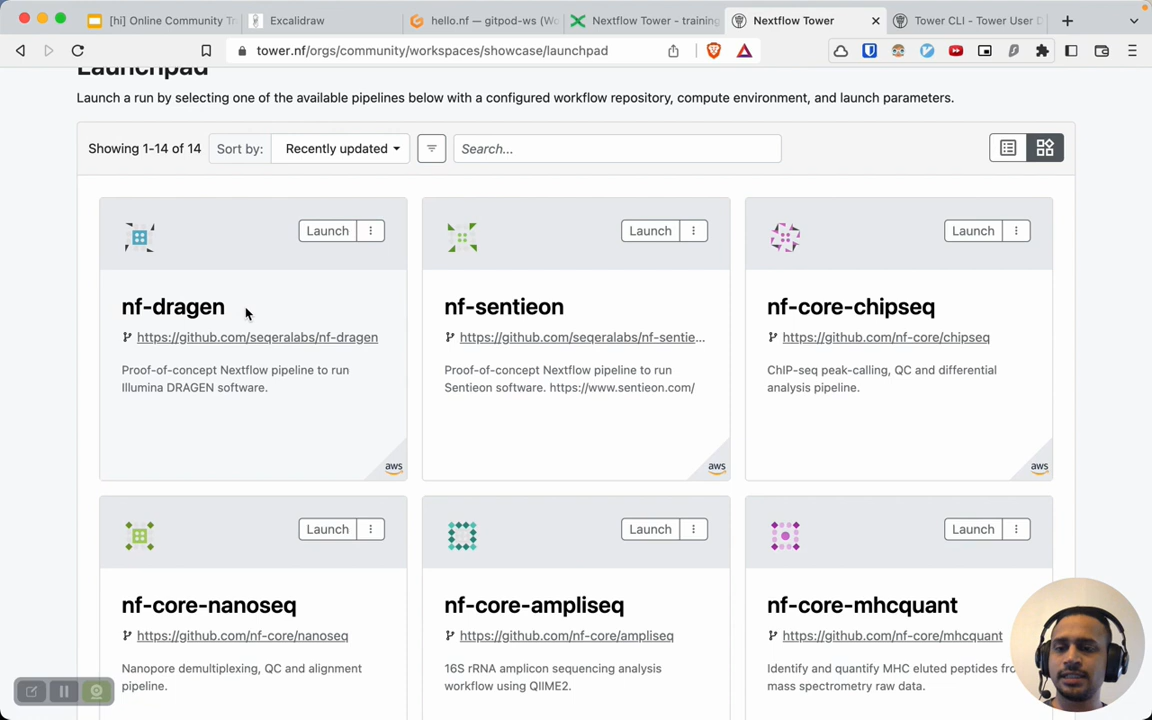 [hi] Online Community Tr
Excalidraw
hello.nf — gitpod-ws (Wo
Nextflow Tower - training
Nextflow Tower
Tower CLI - Tower User D
tower.nf/orgs/community/workspaces/showcase/launchpad
Launchpad
Launch a run by selecting one of the available pipelines below with a configured workflow repository, compute environment, and launch parameters.
Showing 1-14 of 14
Sort by:
Recently updated
Search...
Launch
nf-dragen
https://github.com/seqeralabs/nf-dragen
Proof-of-concept Nextflow pipeline to run
Illumina DRAGEN software.
aws
Launch
nf-sentieon
https://github.com/seqeralabs/nf-sentie...
Proof-of-concept Nextflow pipeline to run
Sentieon software. https://www.sentieon.com/
aws
Launch
nf-core-chipseq
https://github.com/nf-core/chipseq
ChIP-seq peak-calling, QC and differential
analysis pipeline.
aws
Launch
nf-core-nanoseq
https://github.com/nf-core/nanoseq
Nanopore demultiplexing, QC and alignment
pipeline.
Launch
nf-core-ampliseq
https://github.com/nf-core/ampliseq
16S rRNA amplicon sequencing analysis
workflow using QIIME2.
Launch
nf-core-mhcquant
https://github.com/nf-core/mhcquant
Identify and quantify MHC eluted peptides fro
mass spectrometry raw data.